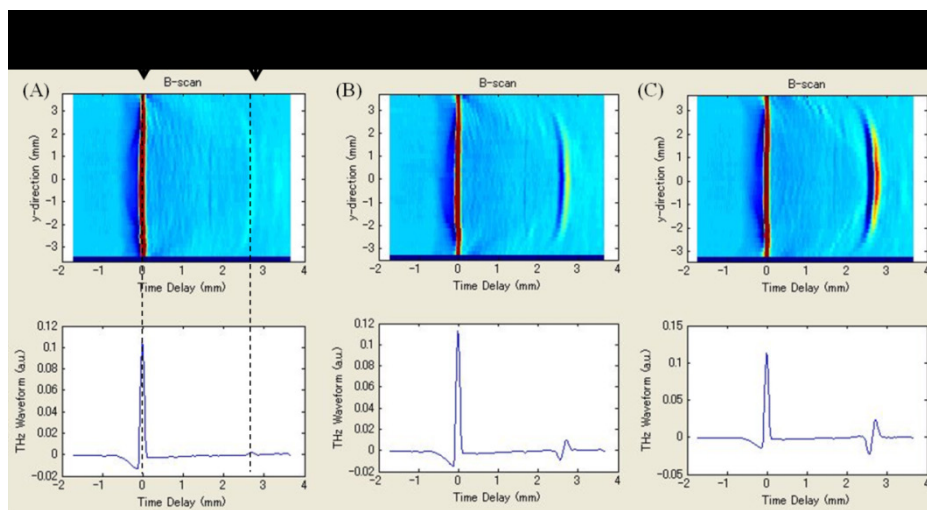 B-scan
B-scan
B-scan
(A)
(B)
(C)
y-direction (mm)
3
2
1
0
-1
-2
-3
-2 -1 0 1 2 3 4
Time Delay (mm)
y-direction (mm)
3
2
1
0
-1
-2
-3
-2 -1 0 1 2 3 4
Time Delay (mm)
y-direction (mm)
3
2
1
0
-1
-2
-3
-2 -1 0 1 2 3 4
Time Delay (mm)
THz Waveform (a.u.)
0.12
0.1
0.08
0.06
0.04
0.02
0
-0.02
-2 -1 0 1 2 3 4
Time Delay (mm)
THz Waveform (a.u.)
0.12
0.1
0.08
0.06
0.04
0.02
0
-0.02
-2 -1 0 1 2 3 4
Time Delay (mm)
THz Waveform (a.u.)
0.15
0.1
0.05
0
-0.05
-2 -1 0 1 2 3 4
Time Delay (mm)